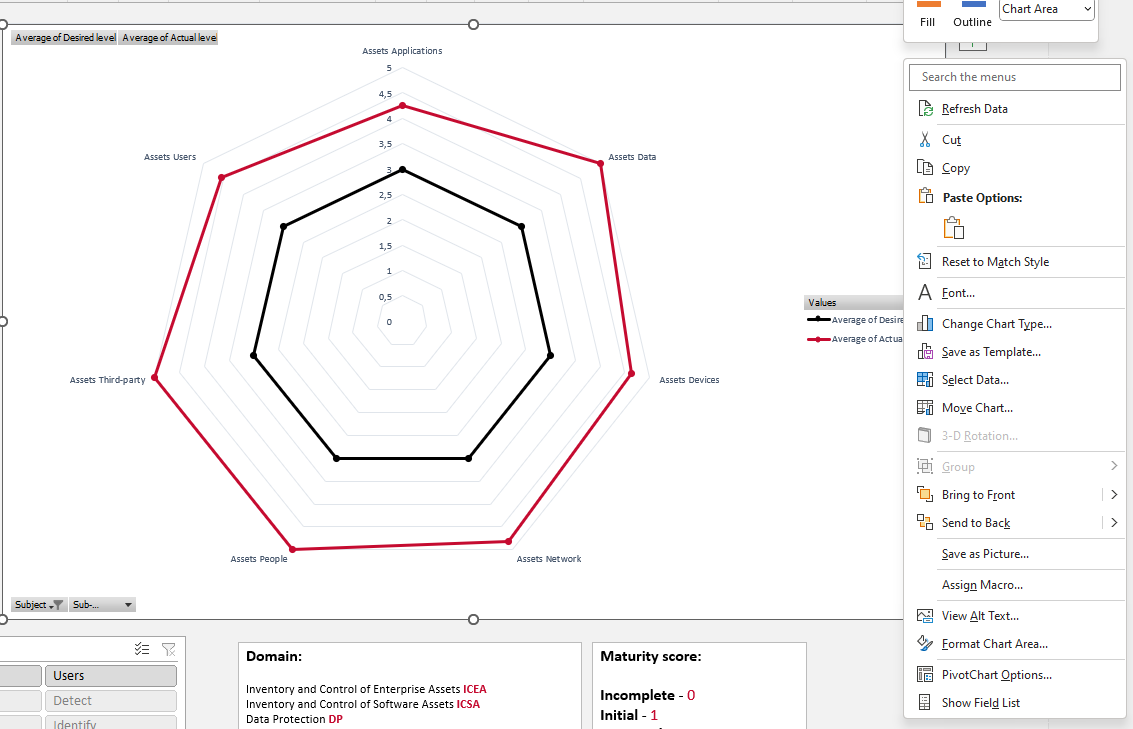 Average of Desired level
Average of Actual level
Assets Applications
5
4,5
4
3,5
3
2,5
2
1,5
1
0,5
0
Assets Users
Assets Data
Assets Third-party
Assets Devices
Assets People
Assets Network
Values
Average of Desire
Average of Actua
Subject
Sub-...
Fill
Outline
Chart Area
Search the menus
Refresh Data
Cut
Copy
Paste Options:
Reset to Match Style
Font...
Change Chart Type...
Save as Template...
Select Data...
Move Chart...
3-D Rotation...
Group
Bring to Front
Send to Back
Save as Picture...
Assign Macro...
View Alt Text...
Format Chart Area...
PivotChart Options...
Show Field List
Users
Detect
Identify
Domain:
Inventory and Control of Enterprise Assets ICEA
Inventory and Control of Software Assets ICSA
Data Protection DP
Maturity score:
Incomplete - 0
Initial - 1